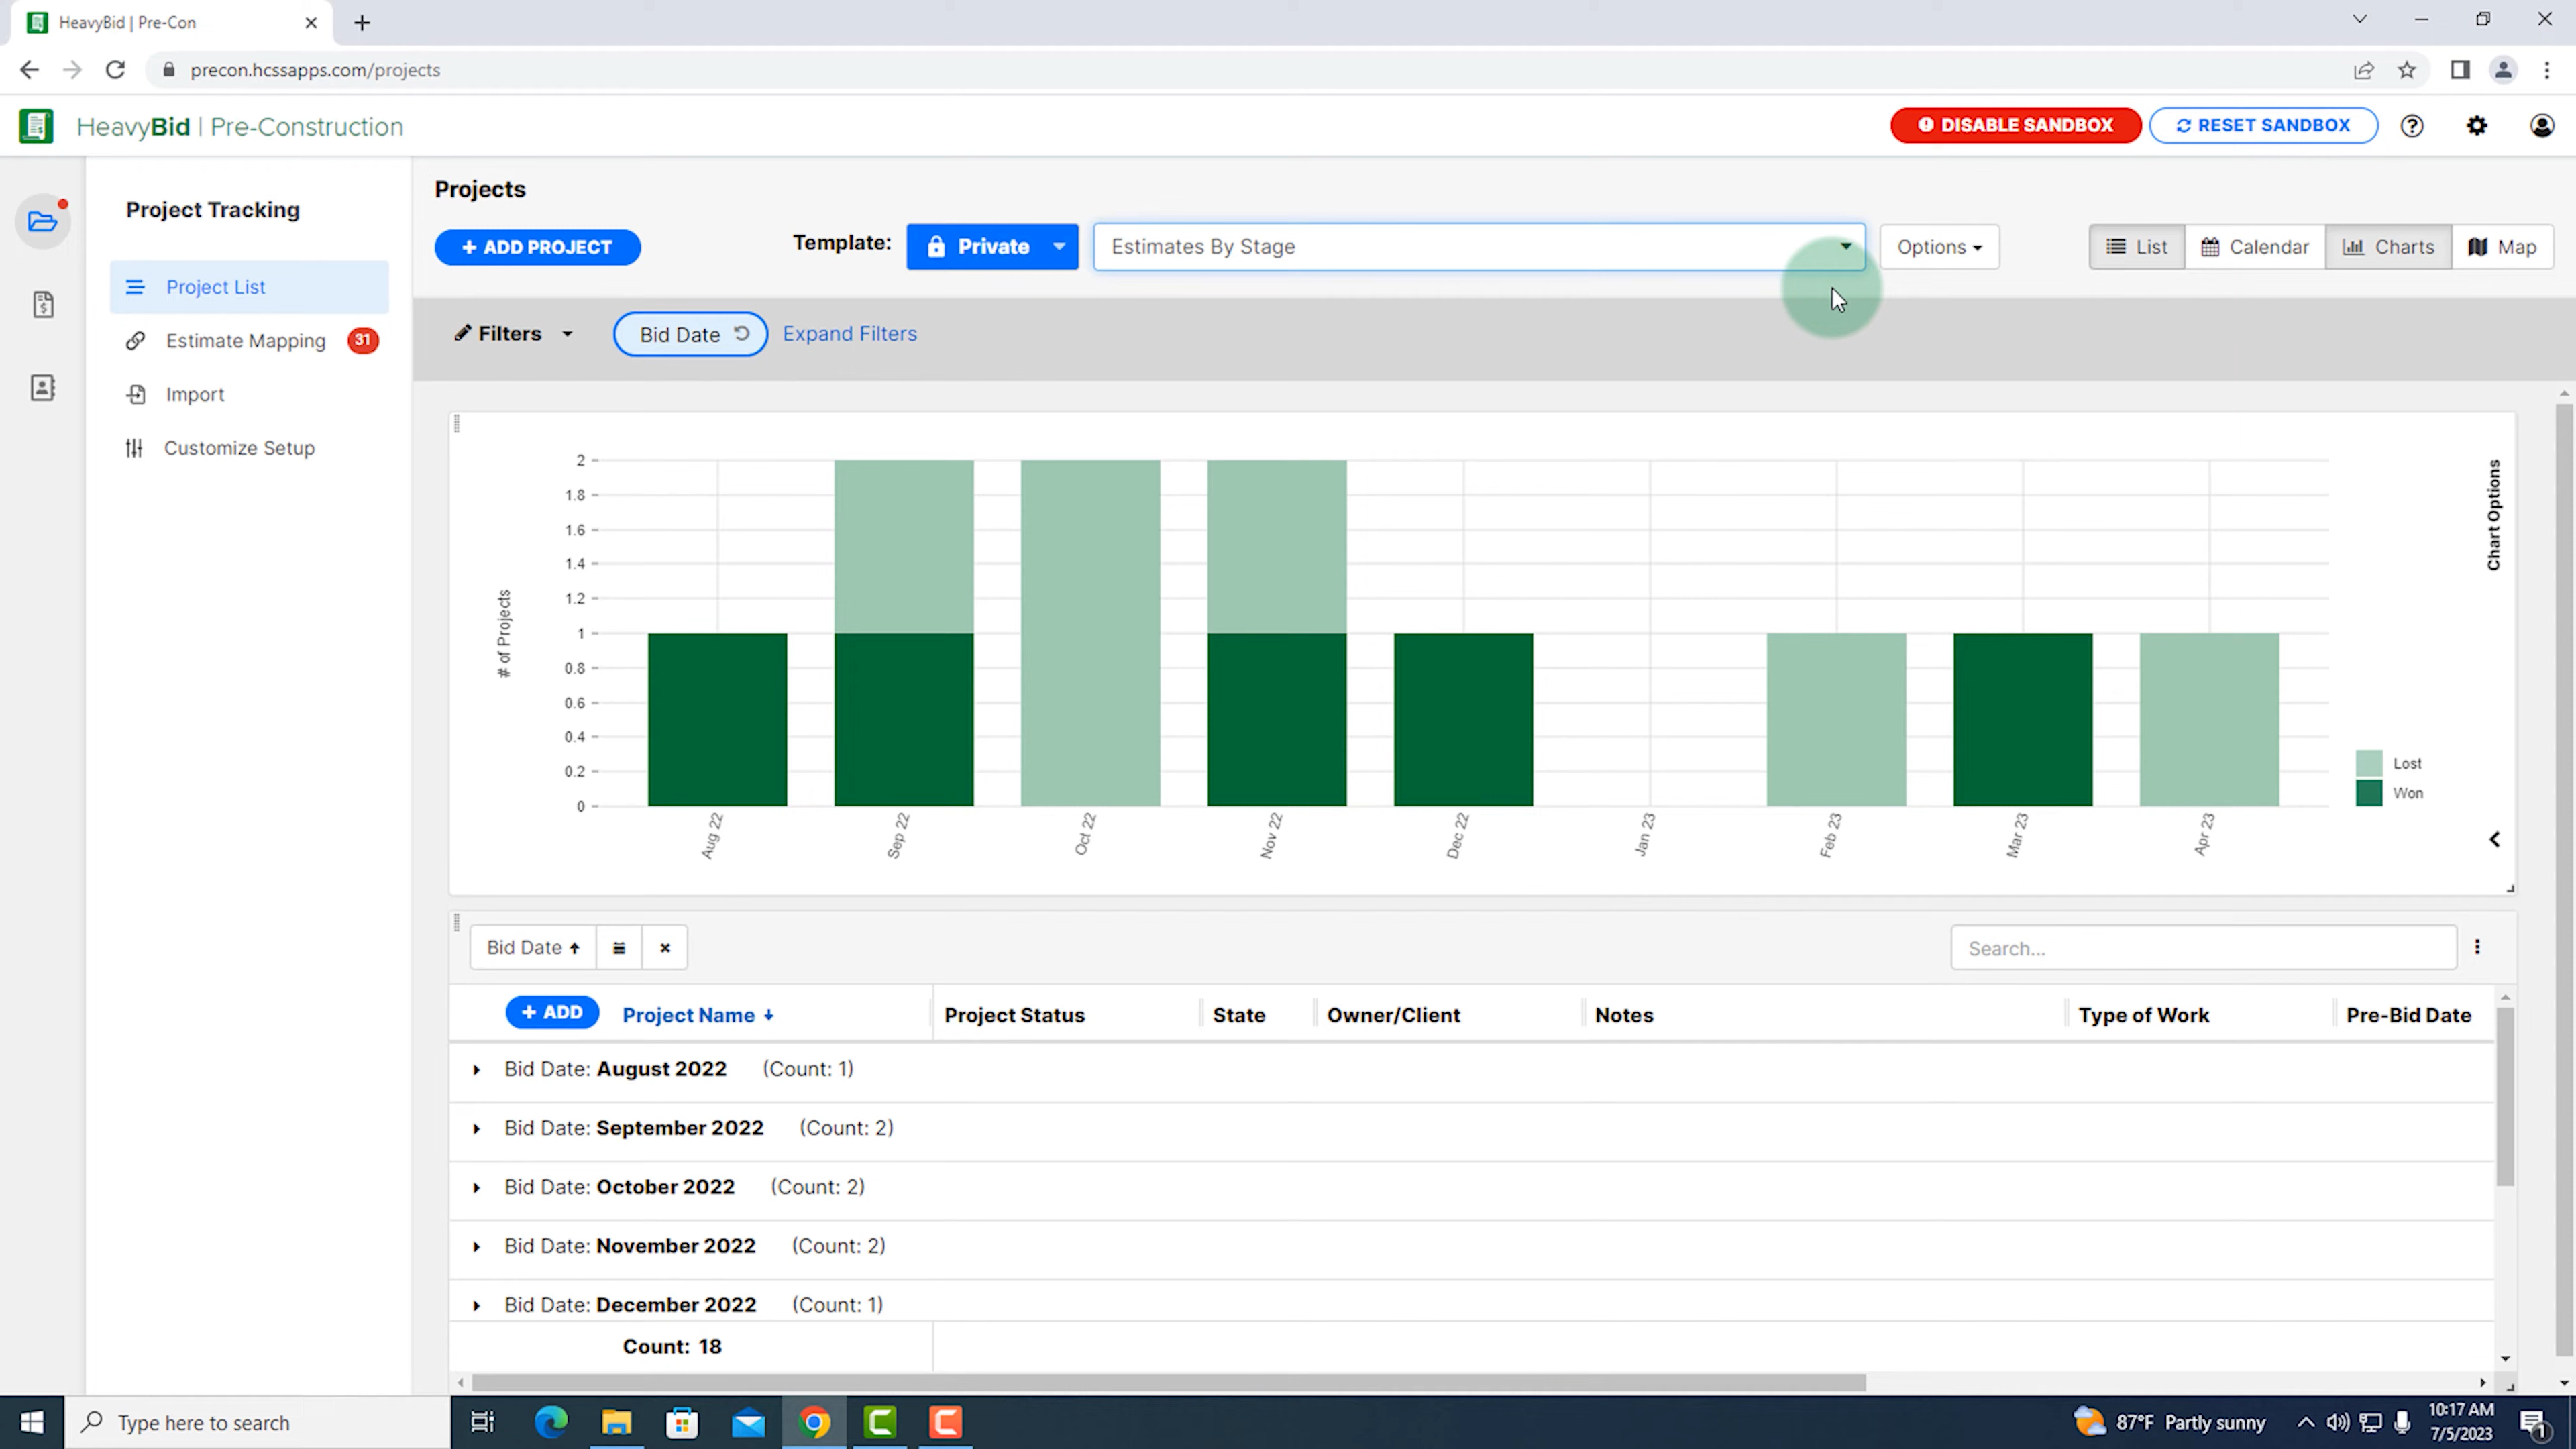 HeavyBid | Pre-Con
precon.hcssapps.com/projects
HeavyBid | Pre-Construction
DISABLE SANDBOX
RESET SANDBOX
Project Tracking
Project List
Estimate Mapping 31
Import
Customize Setup
Projects
+ ADD PROJECT
Template:
Private
Estimates By Stage
Options
List
Calendar
Charts
Map
Filters
Bid Date
Expand Filters
# of Projects
2
1.8
1.6
1.4
1.2
1
0.8
0.6
0.4
0.2
0
Aug 22
Sep 22
Oct 22
Nov 22
Dec 22
Jan 23
Feb 23
Mar 23
Apr 23
Chart Options
Lost
Won
Bid Date
Search...
+ ADD
Project Name
Project Status
State
Owner/Client
Notes
Type of Work
Pre-Bid Date
Bid Date: August 2022 (Count: 1)
Bid Date: September 2022 (Count: 2)
Bid Date: October 2022 (Count: 2)
Bid Date: November 2022 (Count: 2)
Bid Date: December 2022 (Count: 1)
Count: 18
Type here to search
87°F Partly sunny
10:17 AM
7/5/2023
1